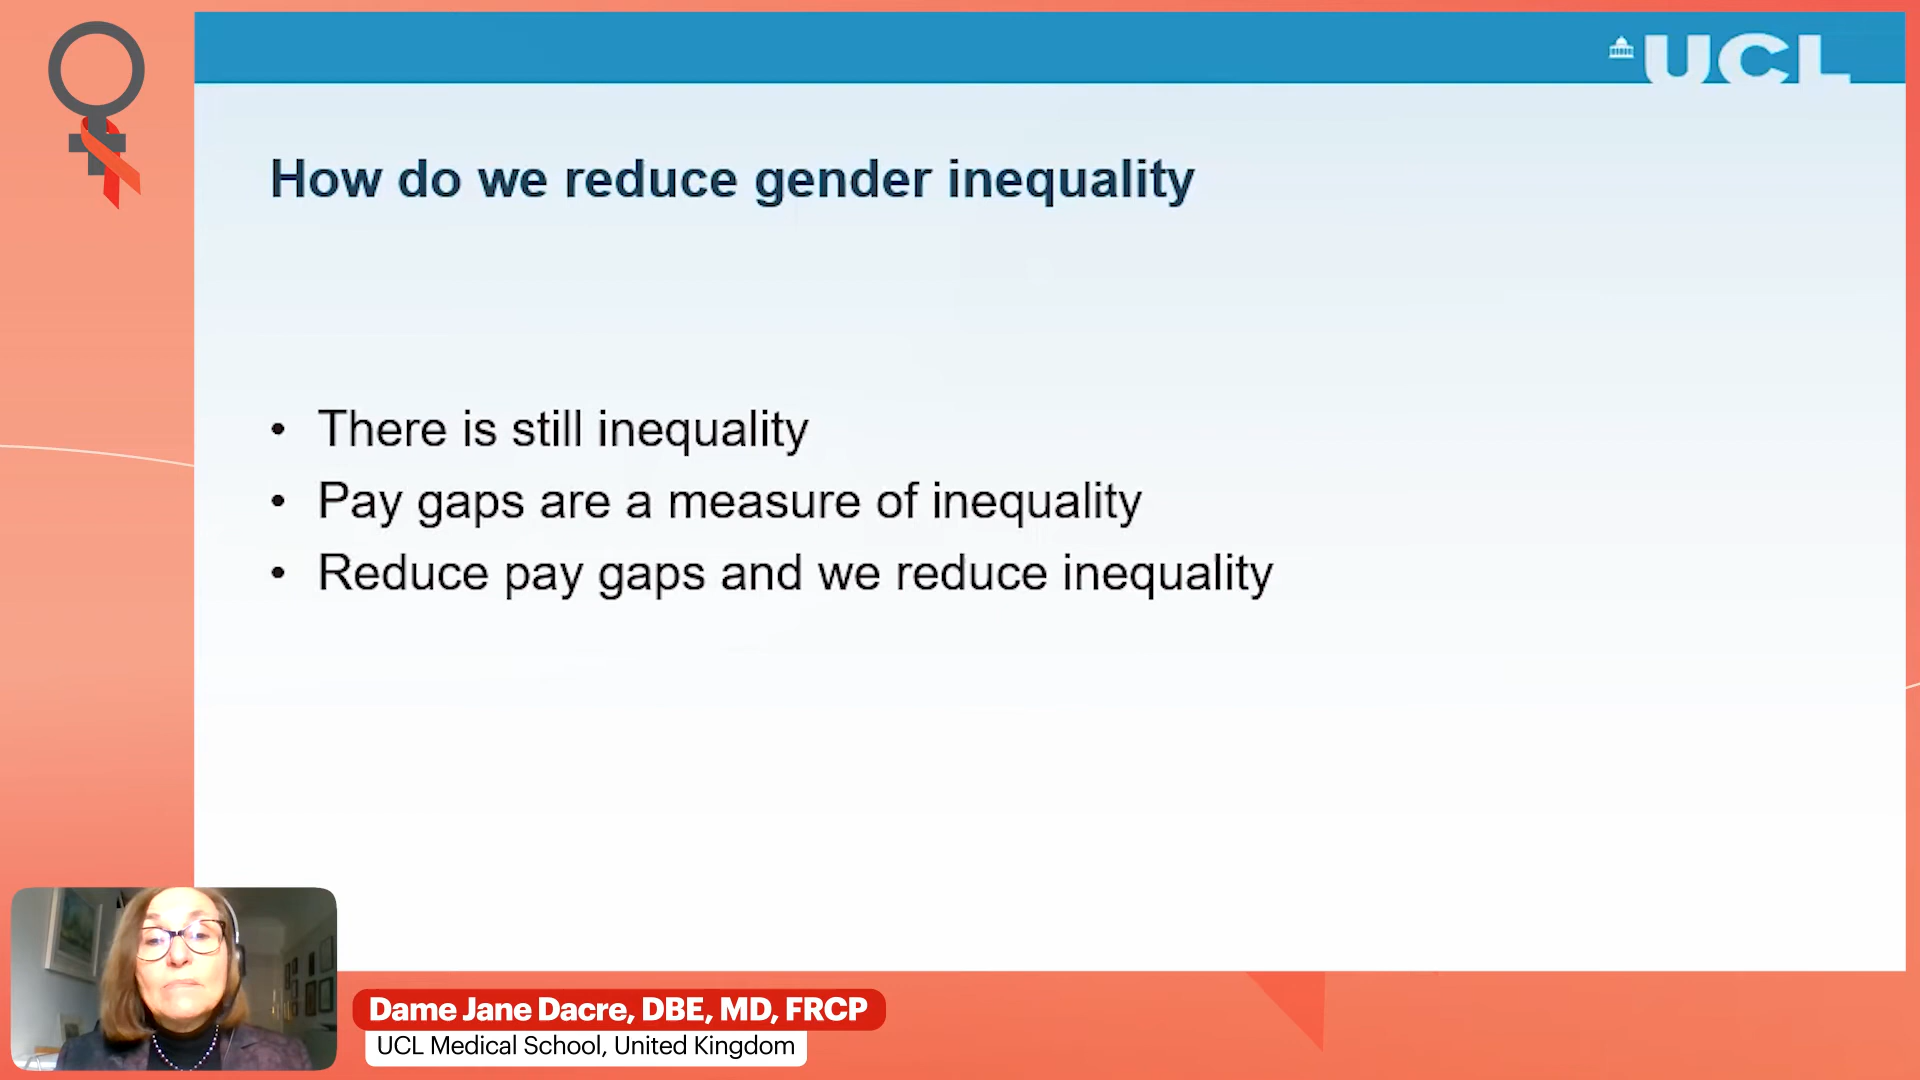 UCL
How do we reduce gender inequality
• There is still inequality
• Pay gaps are a measure of inequality
• Reduce pay gaps and we reduce inequality
Dame Jane Dacre, DBE, MD, FRCP
UCL Medical School, United Kingdom